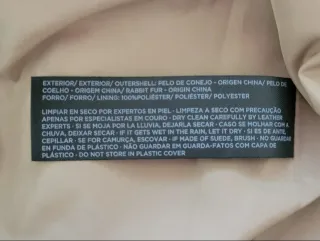 EXTERIOR/ EXTERIOR/ OUTERSHELL: PELO DE CONEJO - ORIGEN CHINA/ PELO DE
COELHO - ORIGEM CHINA/ RABBIT FUR - ORIGIN CHINA
FORRO/ FORRO/ LINING: 100%POLIÉSTER/ POLIÉSTER/ POLYESTER
LIMPIAR EN SECO POR EXPERTOS EN PIEL - LIMPEZA A SECO COM PRECAUÇÃO
APENAS POR ESPECIALISTAS EM COURO - DRY CLEAN CAREFULLY BY LEATHER
EXPERTS - SI SE MOJA POR LA LLUVIA, DEJARLA SECAR - CASO SE MOLHAR COM A
CHUVA, DEIXAR SECAR - IF IT GETS WET IN THE RAIN, LET IT DRY - SI ES DE ANTE,
CEPILLAR - SE FOR CAMURÇA, ESCOVAR - IF MADE OF SUEDE, BRUSH - NO GUARDAR
EN FUNDA DE PLÁSTICO - NÃO GUARDAR EM GUARDA-FATOS COM CAPA DE
PLÁSTICO - DO NOT STORE IN PLASTIC COVER